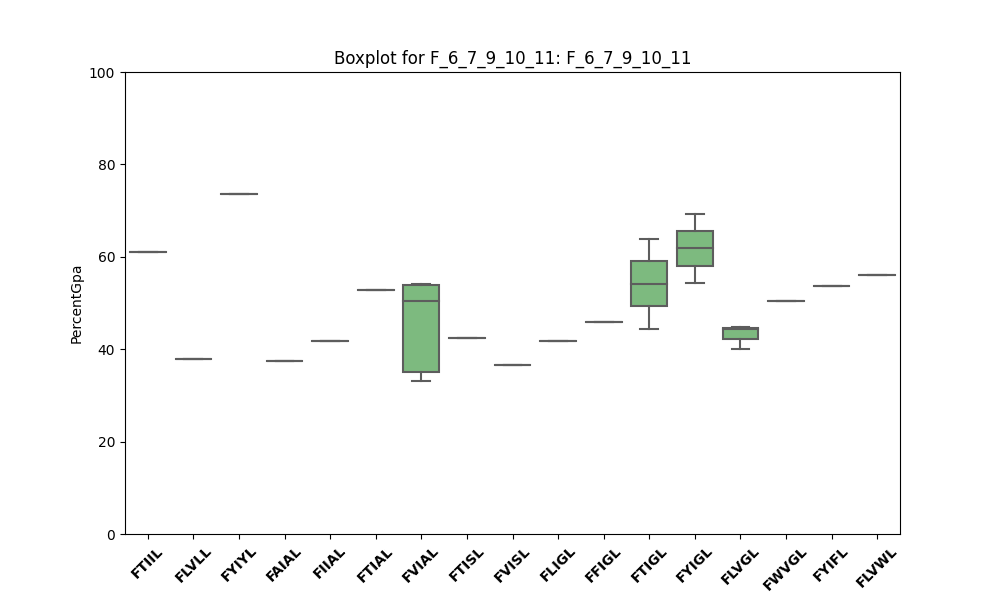 Boxplot for F_6_7_9_10_11: F_6_7_9_10_11
PercentGpa
100
80
60
40
20
0
FTIIL
FLVLL
FYIYL
FAIAL
FIIAL
FTIAL
FVIAL
FTISL
FVISL
FLIGL
FFIGL
FTIGL
FYIGL
FLVGL
FWVGL
FYIFL
FLVWL